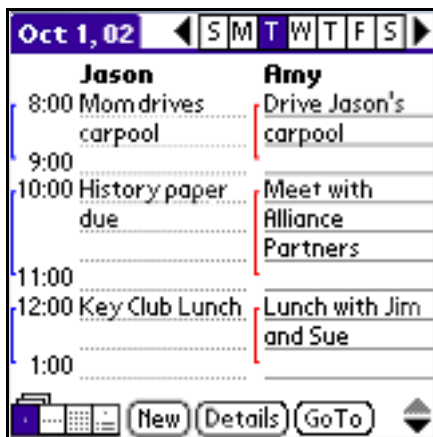 Oct 1, 02 S M T W T F S
Jason Amy
8:00 Mom drives Drive Jason's
carpool carpool
9:00
10:00 History paper Meet with
due Alliance
Partners
11:00
12:00 Key Club Lunch Lunch with Jim
and Sue
1:00
New Details GoTo